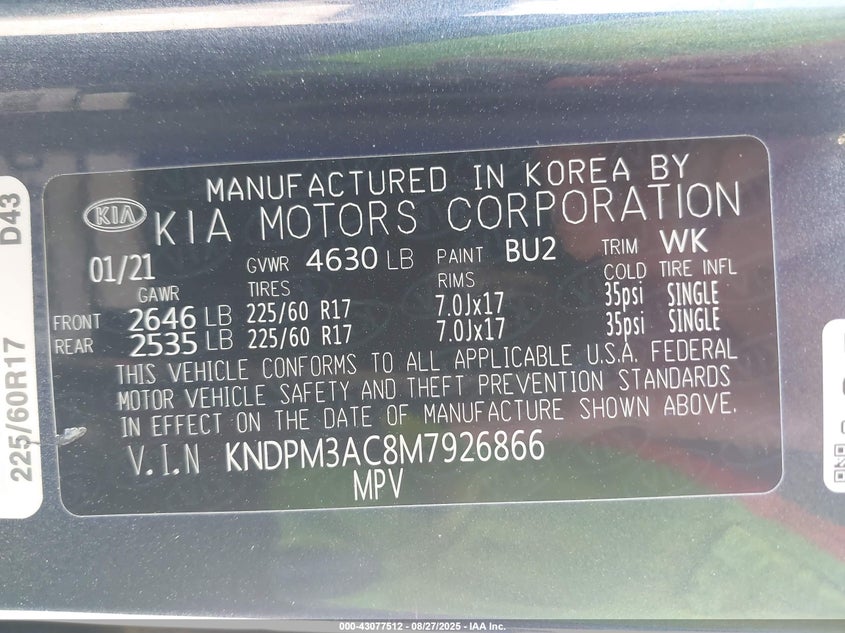 MANUFACTURED IN KOREA BY
KIA KIA MOTORS CORPORATION
01/21 GVWR 4630 LB PAINT BU2 TRIM WK
GAWR TIRES RIMS COLD TIRE INFL
FRONT 2646 LB 225/60 R17 7.0Jx17 35psi SINGLE
REAR 2535 LB 225/60 R17 7.0Jx17 35psi SINGLE
THIS VEHICLE CONFORMS TO ALL APPLICABLE U.S.A. FEDERAL
MOTOR VEHICLE SAFETY AND THEFT PREVENTION STANDARDS
IN EFFECT ON THE DATE OF MANUFACTURE SHOWN ABOVE.
V.I.N KNDPM3AC8M7926866
MPV
225/60R17 D43
000-43077512 - 08/27/2025 - IAA Inc.